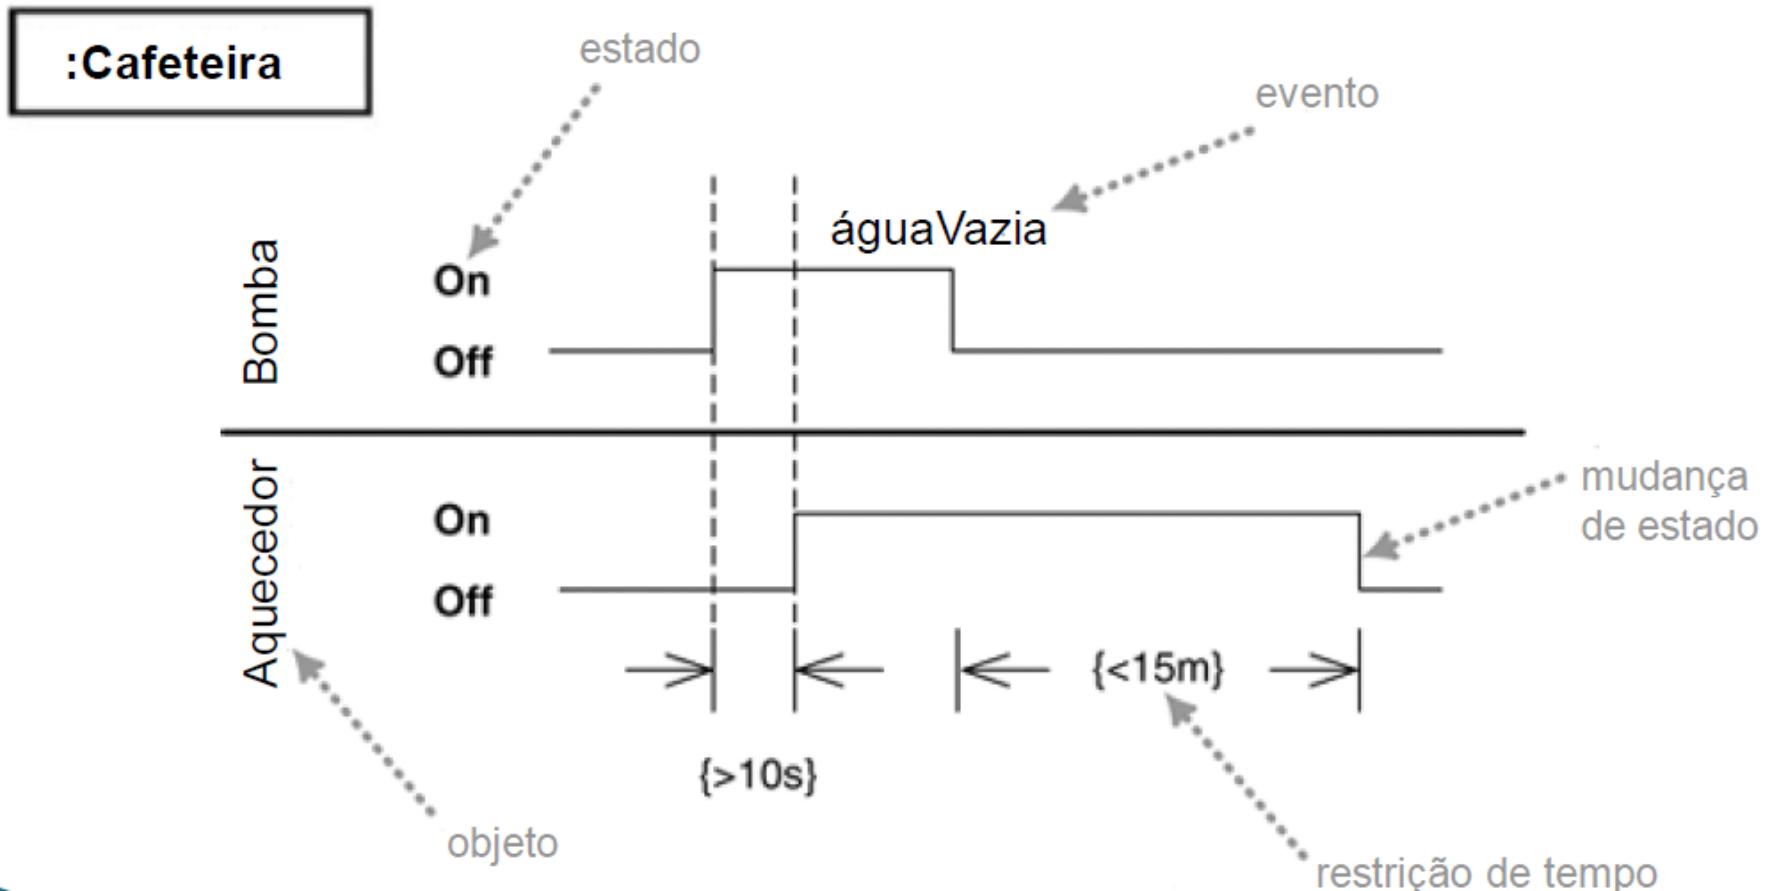 :Cafeteira
estado
evento
águaVazia
Bomba
On
Off
Aquecedor
On
Off
mudança
de estado
{<15m}
{>10s}
objeto
restrição de tempo